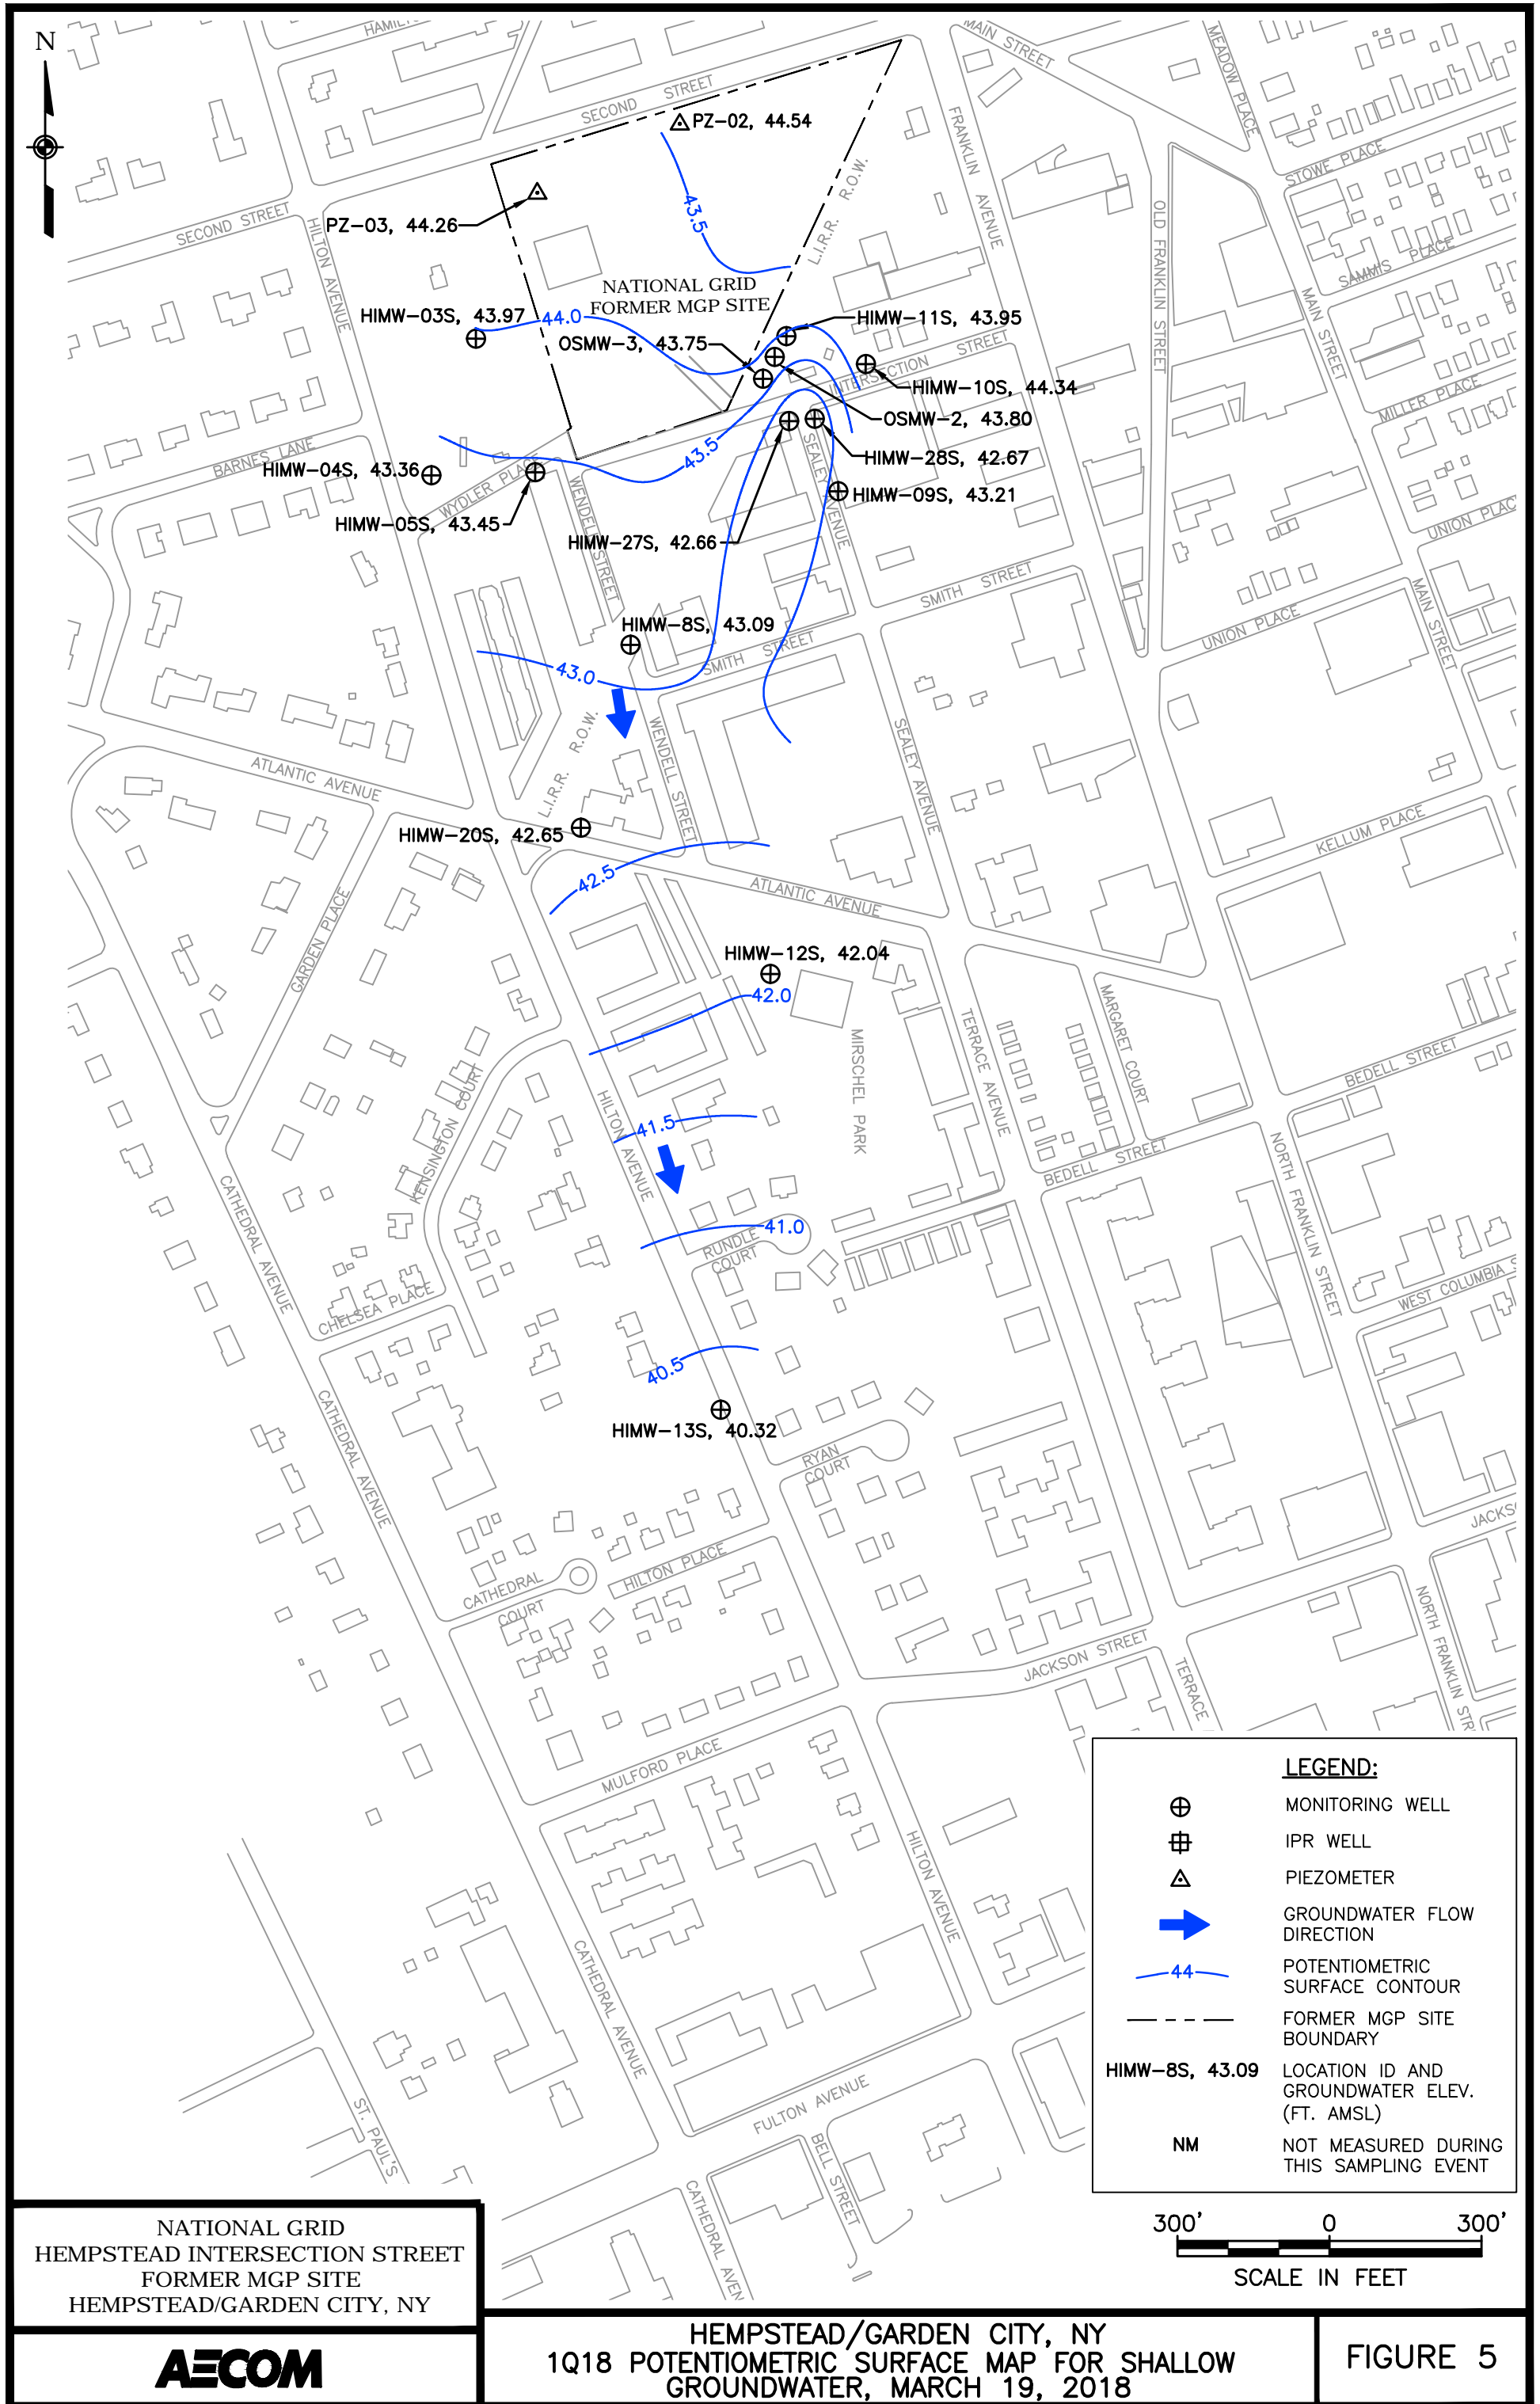 N
HAMIL
MAIN STREET
MEADOW PLACE
SECOND STREET
PZ-02, 44.54
FRANKLIN AVENUE
STOWE PLACE
OLD FRANKLIN STREET
L.I.R.R. R.O.W.
PZ-03, 44.26
43.5
SECOND STREET
HILTON AVENUE
SAMMIS PLACE
MAIN STREET
NATIONAL GRID
FORMER MGP SITE
HIMW-03S, 43.97
44.0
HIMW-11S, 43.95
OSMW-3, 43.75
INTERSECTION STREET
HIMW-10S, 44.34
MILLER PLACE
OSMW-2, 43.80
BARNES LANE
43.5
HIMW-28S, 42.67
HIMW-04S, 43.36
WYDLER PLACE
SEALEY AVENUE
HIMW-09S, 43.21
HIMW-05S, 43.45
WENDELL STREET
HIMW-27S, 42.66
UNION PLAC
SMITH STREET
MAIN STREET
UNION PLACE
HIMW-8S, 43.09
SMITH STREET
43.0
L.I.R.R. R.O.W.
WENDELL STREET
SEALEY AVENUE
ATLANTIC AVENUE
HIMW-20S, 42.65
KELLUM PLACE
42.5
ATLANTIC AVENUE
GARDEN PLACE
HIMW-12S, 42.04
42.0
MIRSCHEL PARK
TERRACE AVENUE
MARGARET COURT
BEDELL STREET
KENSINGTON COURT
HILTON AVENUE
41.5
BEDELL STREET
NORTH FRANKLIN STREET
CATHEDRAL AVENUE
41.0
RUNDLE
COURT
WEST COLUMBIA S
CHELSEA PLACE
40.5
HIMW-13S, 40.32
CATHEDRAL AVENUE
RYAN
COURT
JACKS
HILTON PLACE
CATHEDRAL
COURT
NORTH FRANKLIN STR
JACKSON STREET
TERRACE
MULFORD PLACE
HILTON AVENUE
CATHEDRAL AVENUE
FULTON AVENUE
BELL STREET
ST. PAUL'S
CATHEDRAL AVEN
LEGEND:
MONITORING WELL
IPR WELL
PIEZOMETER
GROUNDWATER FLOW
DIRECTION
44
POTENTIOMETRIC
SURFACE CONTOUR
FORMER MGP SITE
BOUNDARY
HIMW-8S, 43.09
LOCATION ID AND
GROUNDWATER ELEV.
(FT. AMSL)
NM
NOT MEASURED DURING
THIS SAMPLING EVENT
300' 0 300'
SCALE IN FEET
NATIONAL GRID
HEMPSTEAD INTERSECTION STREET
FORMER MGP SITE
HEMPSTEAD/GARDEN CITY, NY
AECOM
HEMPSTEAD/GARDEN CITY, NY
1Q18 POTENTIOMETRIC SURFACE MAP FOR SHALLOW
GROUNDWATER, MARCH 19, 2018
FIGURE 5